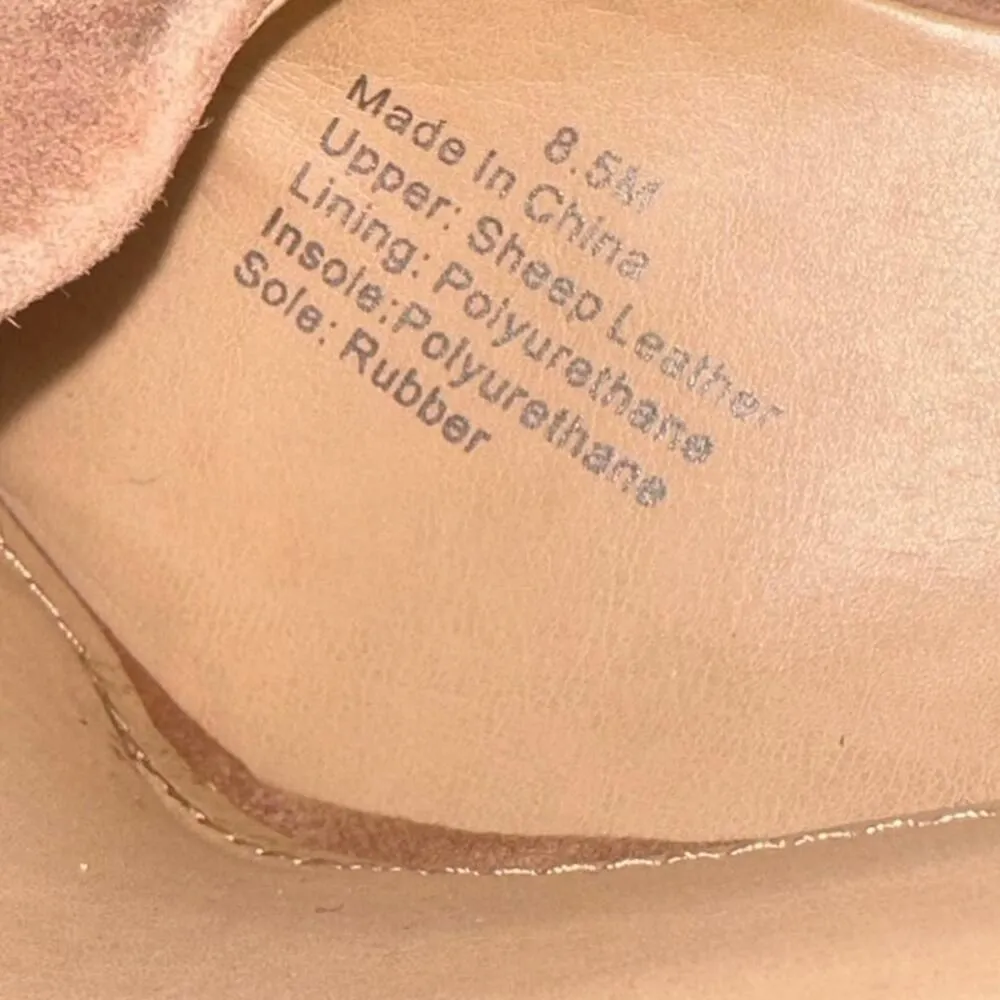 8.5M
Made in China
Upper: Sheep Leather
Lining: Polyurethane
Insole:Polyurethane
Sole: Rubber